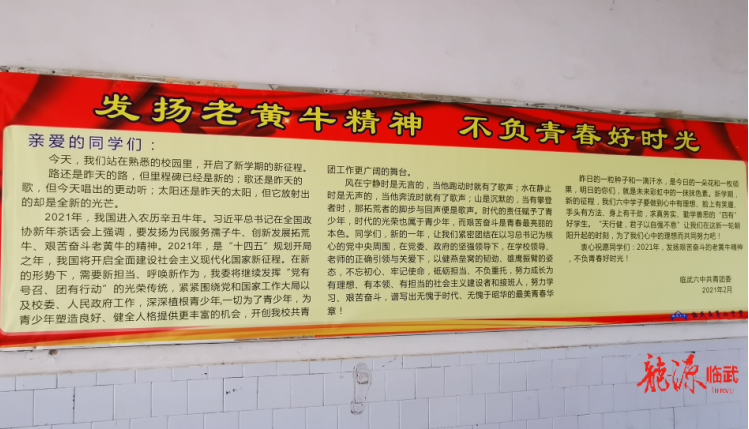 发扬老黄牛精神 不负青春好时光
亲爱的同学们：
今天，我们站在熟悉的校园里，开启了新学期的新征程。
路还是昨天的路，但里程碑已经是新的；歌还是昨天的
歌，但今天唱出的更动听；太阳还是昨天的太阳，但它放射出
的却是全新的光芒。
2021年，我国进入农历辛丑牛年。习近平总书记在全国政
协新年茶话会上强调，要发扬为民服务孺子牛、创新发展拓荒
牛、艰苦奋斗老黄牛的精神。2021年，是“十四五”规划开局
之年，我国将开启全面建设社会主义现代化国家新征程。在新
的形势下，需要新担当、呼唤新作为，我委将继续发挥“党有
号召、团有行动”的光荣传统，紧紧围绕党和国家工作大局以
及校委、人民政府工作，深深植根青少年,一切为了青少年，为
青少年塑造良好、健全人格提供更丰富的机会，开创我校共青
团工作更广阔的舞台。
风在宁静时是无言的，当他跑动时就有了歌声；水在静止
时是无声的，当他奔流时就有了歌声；山是沉默的，当有攀登
者时，那拓荒者的脚步与回声便是歌声。时代的责任赋予了青
少年，时代的光荣也属于青少年，而艰苦奋斗是青春最亮丽的
本色。同学们，新的一年，让我们紧密团结在以习总书记为核
心的党中央周围，在党委、政府的坚强领导下，在学校领导、
老师的正确引领与关爱下，以健燕垒窝的韧劲、雄鹰振臂的姿
态，不忘初心、牢记使命，砥砺担当、不负重托，努力成长为
有理想、有本领、有担当的社会主义建设者和接班人，努力学
习、艰苦奋斗，谱写出无愧于时代、无愧于韶华的最美青春华
章！
昨日的一粒种子和一滴汗水，是今日的一朵花和一枚硕
果，明日的你们，就是未来彩虹中的一抹绚色素。新学期，
新的征程，我们六中学子要做到心中有理想、脸上有笑靥，
手头有方法、身上有干劲，求真务实、勤学善思的“四有”
好学生。“天行健，君子以自强不息”让我们在这新一轮朝
阳升起的时刻，为了我们心中的理想而共同努力吧！
衷心祝愿同学们：2021年，发扬艰苦奋斗的老黄牛精神
，不负青春好时光！
临武六中共青团委
2021年2月
龙源临武